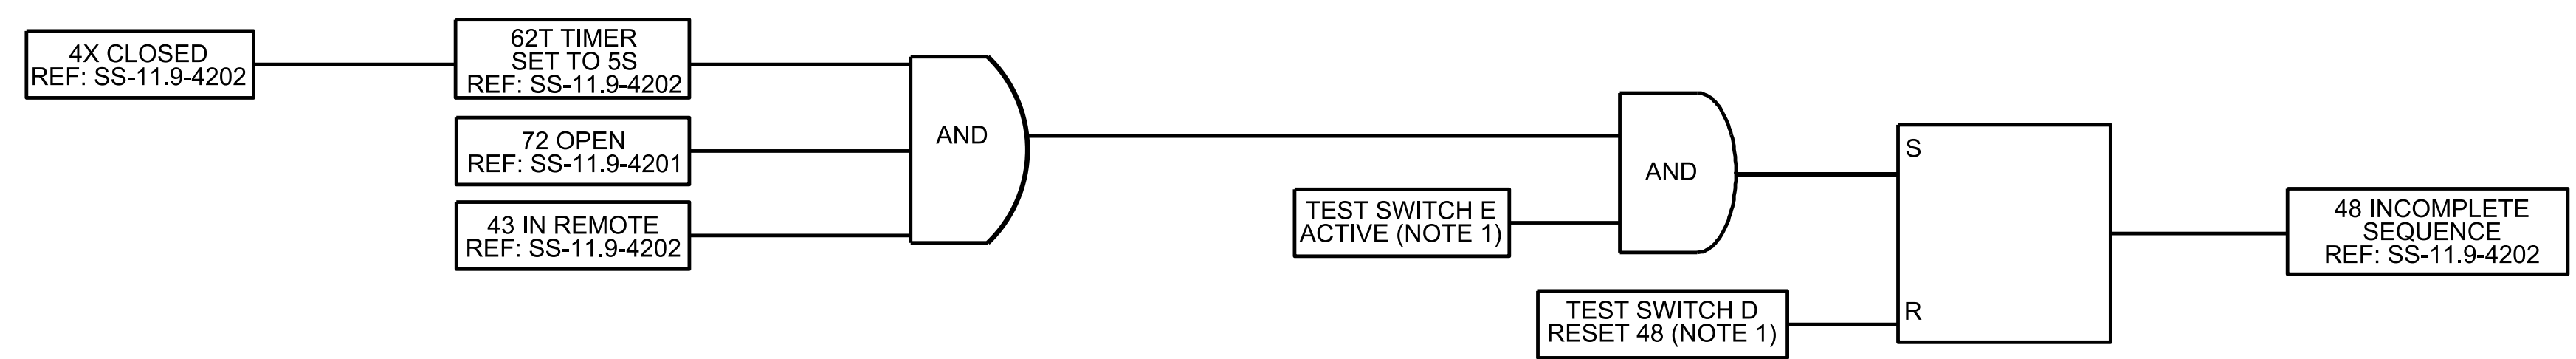 4X CLOSED
REF: SS-11.9-4202
62T TIMER
SET TO 5S
REF: SS-11.9-4202
72 OPEN
REF: SS-11.9-4201
43 IN REMOTE
REF: SS-11.9-4202
AND
TEST SWITCH E
ACTIVE (NOTE 1)
AND
TEST SWITCH D
RESET 48 (NOTE 1)
S
R
48 INCOMPLETE
SEQUENCE
REF: SS-11.9-4202